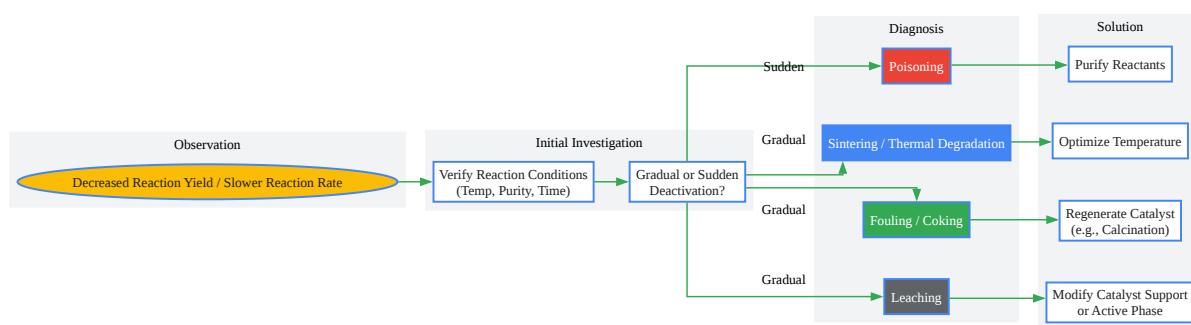 Observation
Decreased Reaction Yield / Slower Reaction Rate
Initial Investigation
Verify Reaction Conditions
(Temp, Purity, Time)
Gradual or Sudden
Deactivation?
Sudden
Gradual
Gradual
Gradual
Diagnosis
Poisoning
Sintering / Thermal Degradation
Fouling / Coking
Leaching
Solution
Purify Reactants
Optimize Temperature
Regenerate Catalyst
(e.g., Calcination)
Modify Catalyst Support
or Active Phase